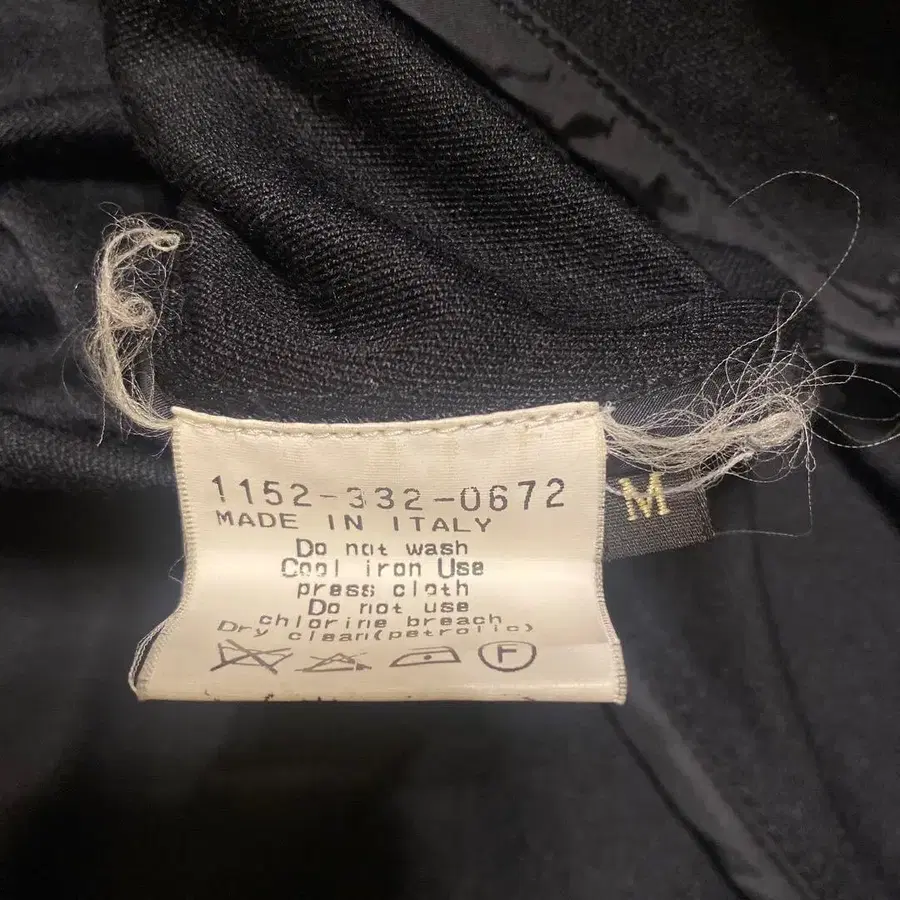 1152-332-0672
MADE IN ITALY
Do not wash
Cool iron Use
press cloth
Do not use
chlorine breach
Dry clean(petrolic)
F
M